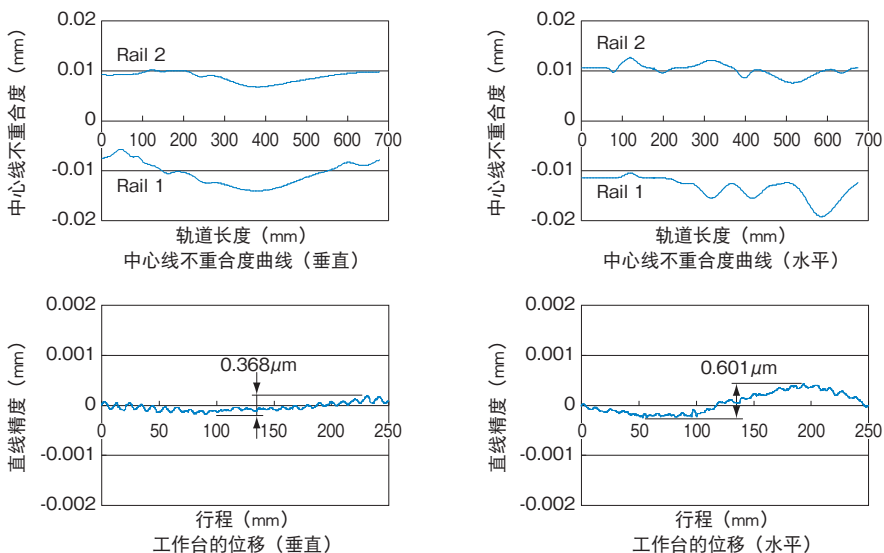 中心线不重合度（mm）
0.02
0.01
0
-0.01
-0.02
Rail 2
0 100 200 300 400 500 600 700
Rail 1
轨道长度（mm）
中心线不重合度曲线（垂直）
中心线不重合度（mm）
0.02
0.01
0
-0.01
-0.02
Rail 2
0 100 200 300 400 500 600 700
Rail 1
轨道长度（mm）
中心线不重合度曲线（水平）
直线精度（mm）
0.002
0.001
0
-0.001
-0.002
0.368μm
0 50 100 150 200 250
行程（mm）
工作台的位移（垂直）
直线精度（mm）
0.002
0.001
0
-0.001
-0.002
0.601μm
0 50 100 150 200 250
行程（mm）
工作台的位移（水平）